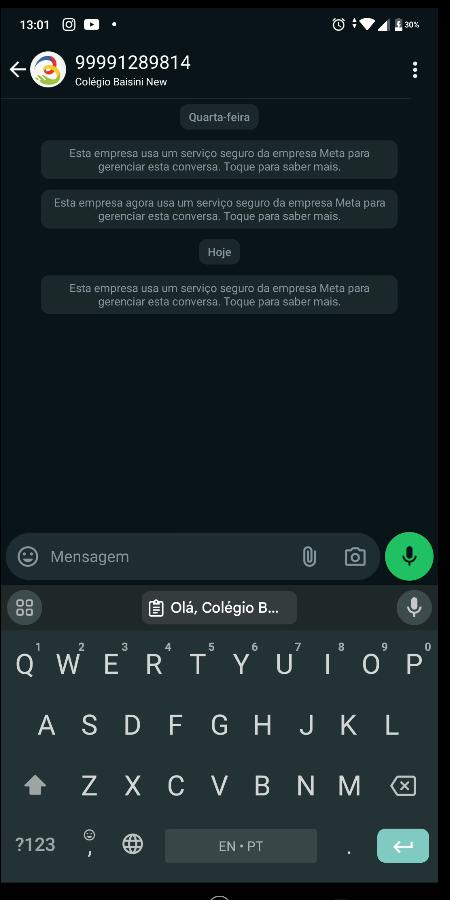 13:01
30%
99991289814
Colégio Baisini New
Quarta-feira
Esta empresa usa um serviço seguro da empresa Meta para
gerenciar esta conversa. Toque para saber mais.
Esta empresa agora usa um serviço seguro da empresa Meta para
gerenciar esta conversa. Toque para saber mais.
Hoje
Esta empresa usa um serviço seguro da empresa Meta para
gerenciar esta conversa. Toque para saber mais.
Mensagem
Olá, Colégio B...
1 2 3 4 5 6 7 8 9 0
Q W E R T Y U I O P
A S D F G H J K L
Z X C V B N M
?123 , EN • PT .